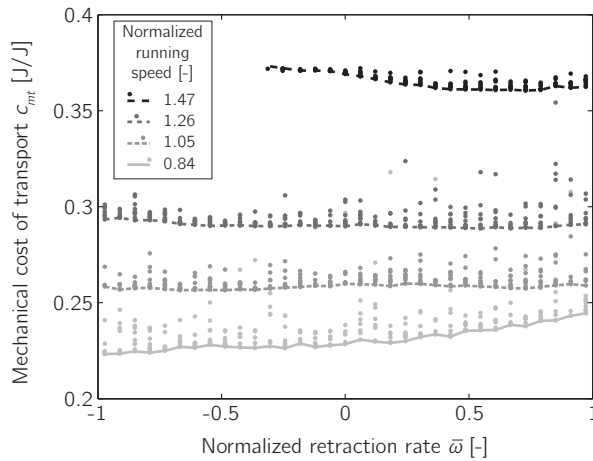 Mechanical cost of transport c_mt [J/J]
0.4
0.35
0.3
0.25
0.2
Normalized
running
speed [-]
1.47
1.26
1.05
0.84
-1
-0.5
0
0.5
1
Normalized retraction rate ω̅ [-]